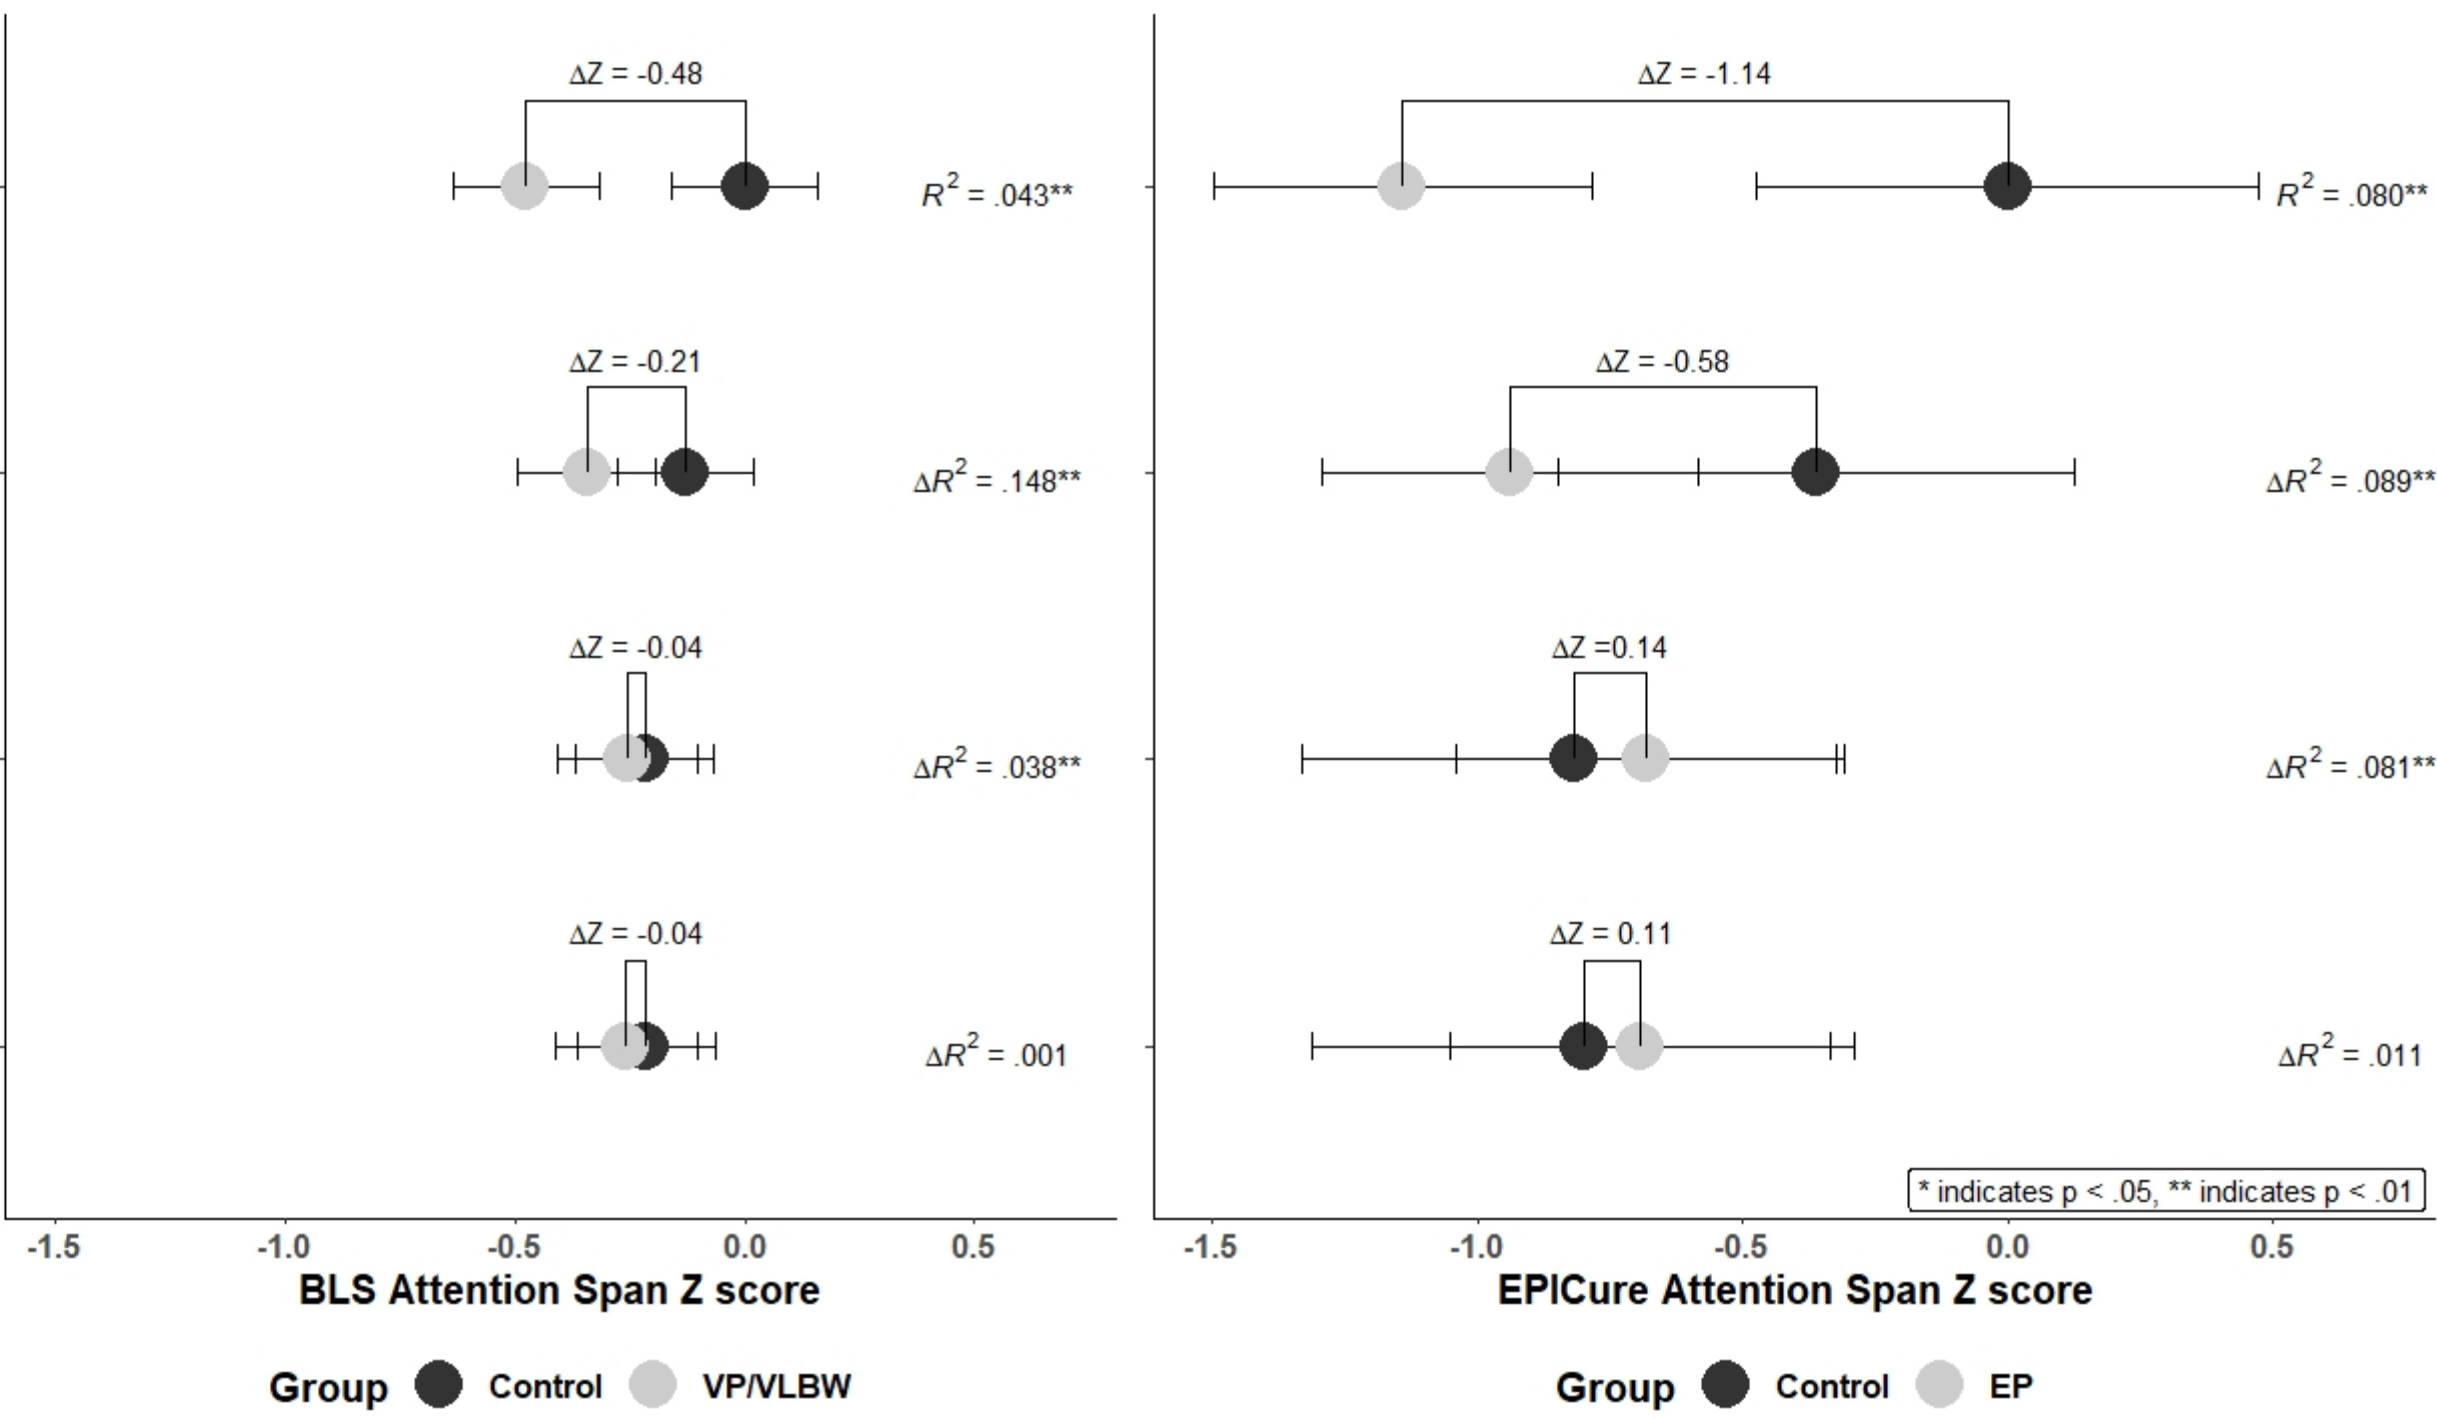 ΔZ = -0.48
R² = .043**
ΔZ = -0.21
ΔR² = .148**
ΔZ = -0.04
ΔR² = .038**
ΔZ = -0.04
ΔR² = .001
-1.5 -1.0 -0.5 0.0 0.5
BLS Attention Span Z score
Group Control VP/VLBW
ΔZ = -1.14
R² = .080**
ΔZ = -0.58
ΔR² = .089**
ΔZ =0.14
ΔR² = .081**
ΔZ = 0.11
ΔR² = .011
* indicates p < .05, ** indicates p < .01
-1.5 -1.0 -0.5 0.0 0.5
EPICure Attention Span Z score
Group Control EP